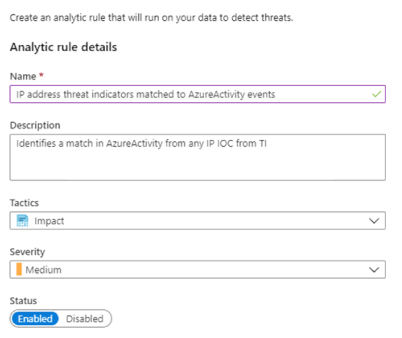 Create an analytic rule that will run on your data to detect threats.
Analytic rule details
Name *
IP address threat indicators matched to AzureActivity events
Description
Identifies a match in AzureActivity from any IP IOC from TI
Tactics
Impact
Severity
Medium
Status
Enabled Disabled